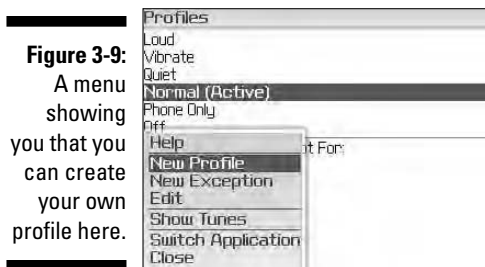 Figure 3-9:
A menu
showing
you that you
can create
your own
profile here.
Profiles
Loud
Vibrate
Quiet
Normal (Active)
Phone Only
Off
nt For:
Help
New Profile
New Exception
Edit
Show Tunes
Switch Application
Close